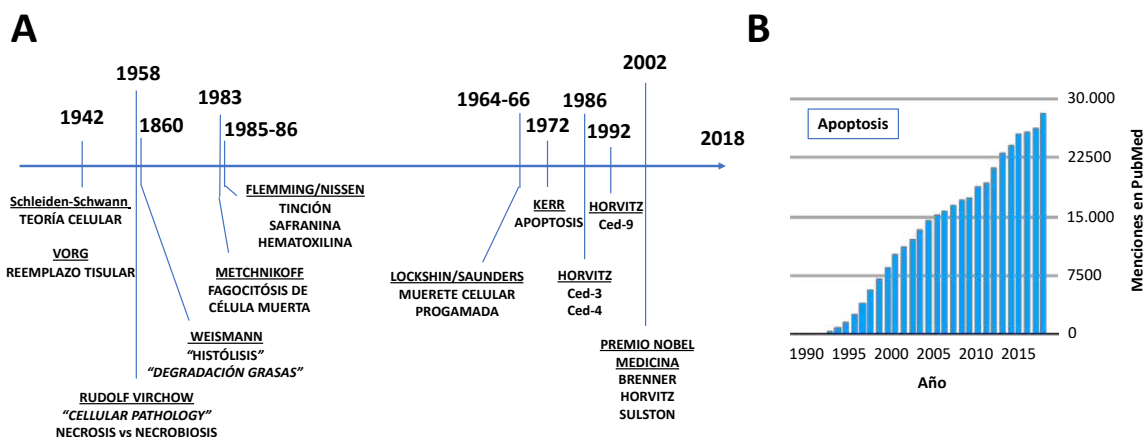 A
1942
1958
1860
1983
1985-86
1964-66
1972
1986
1992
2002
2018
Schleiden-Schwann
TEORÍA CELULAR
VORG
REEMPLAZO TISULAR
FLEMMING/NISSEN
TINCIÓN
SAFRANINA
HEMATOXILINA
METCHNIKOFF
FAGOCITÓSIS DE
CÉLULA MUERTA
WEISMANN
“HISTÓLISIS”
“DEGRADACIÓN GRASAS”
RUDOLF VIRCHOW
“CELLULAR PATHOLOGY”
NECROSIS vs NECROBIOSIS
LOCKSHIN/SAUNDERS
MUERETE CELULAR
PROGAMADA
KERR
APOPTOSIS
HORVITZ
Ced-9
HORVITZ
Ced-3
Ced-4
PREMIO NOBEL
MEDICINA
BRENNER
HORVITZ
SULSTON
B
Apoptosis
30.000
22500
15.000
7500
0
Menciones en PubMed
1990 1995 2000 2005 2010 2015
Año